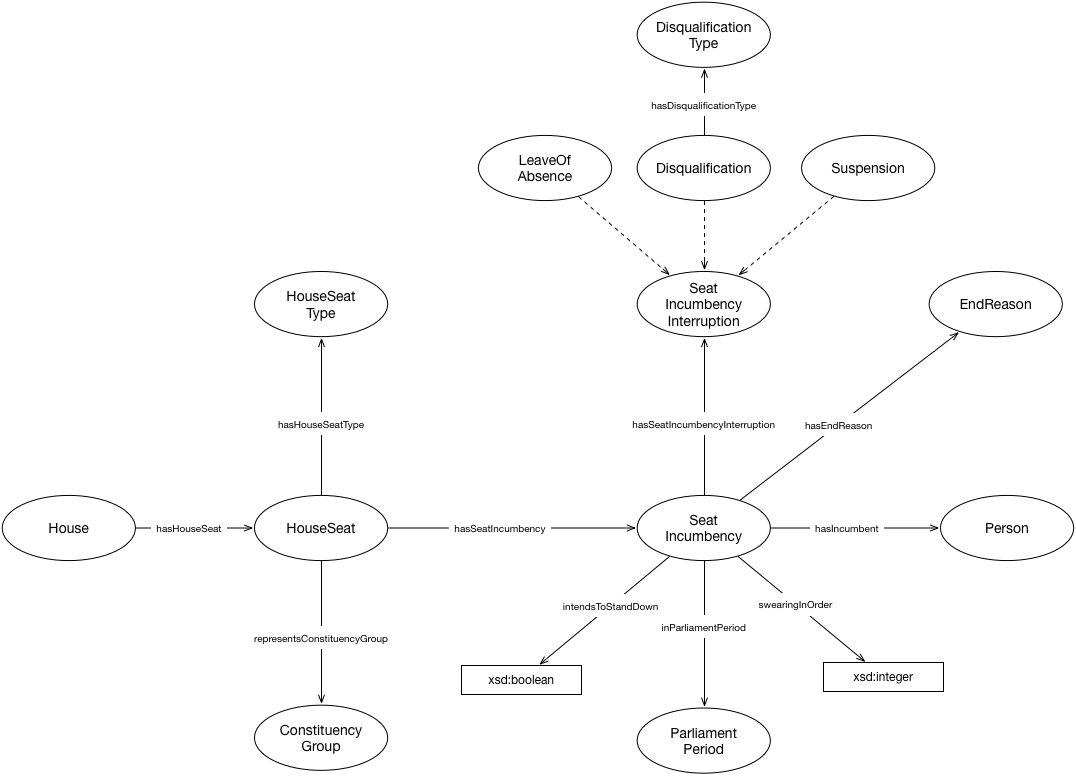 Disqualification
Type
hasDisqualificationType
LeaveOf
Absence
Disqualification
Suspension
HouseSeat
Type
Seat
Incumbency
Interruption
EndReason
hasHouseSeatType
hasSeatIncumbencyInterruption
hasEndReason
House
hasHouseSeat
HouseSeat
hasSeatIncumbency
Seat
Incumbency
hasIncumbent
Person
intendsToStandDown
swearingInOrder
inParliamentPeriod
representsConstituencyGroup
xsd:boolean
xsd:integer
Constituency
Group
Parliament
Period